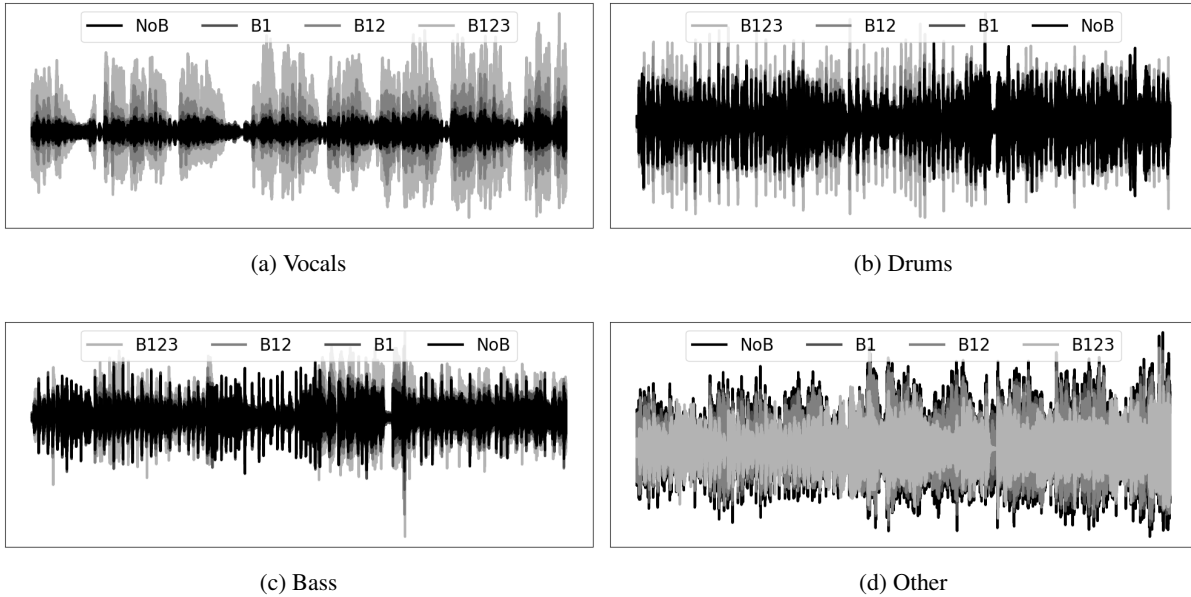 NoB B1 B12 B123
B123 B12 B1 NoB
(a) Vocals
(b) Drums
B123 B12 B1 NoB
NoB B1 B12 B123
(c) Bass
(d) Other